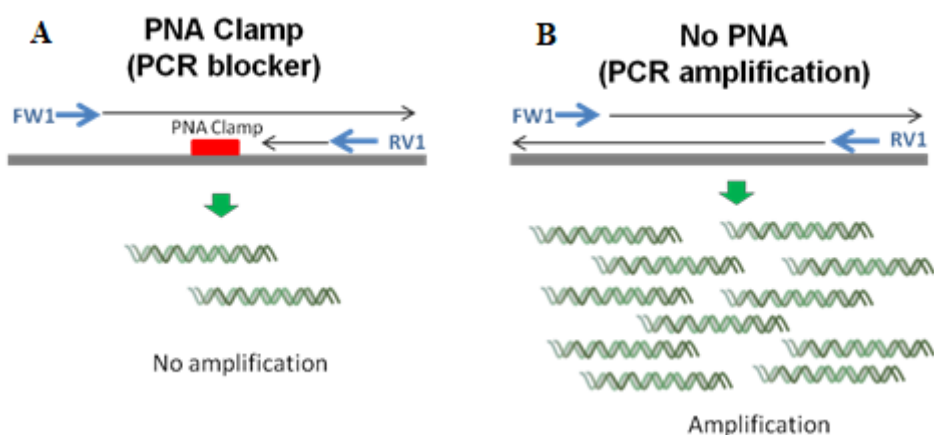 A
PNA Clamp
(PCR blocker)
FW1
PNA Clamp
RV1
No amplification
B
No PNA
(PCR amplification)
FW1
RV1
Amplification